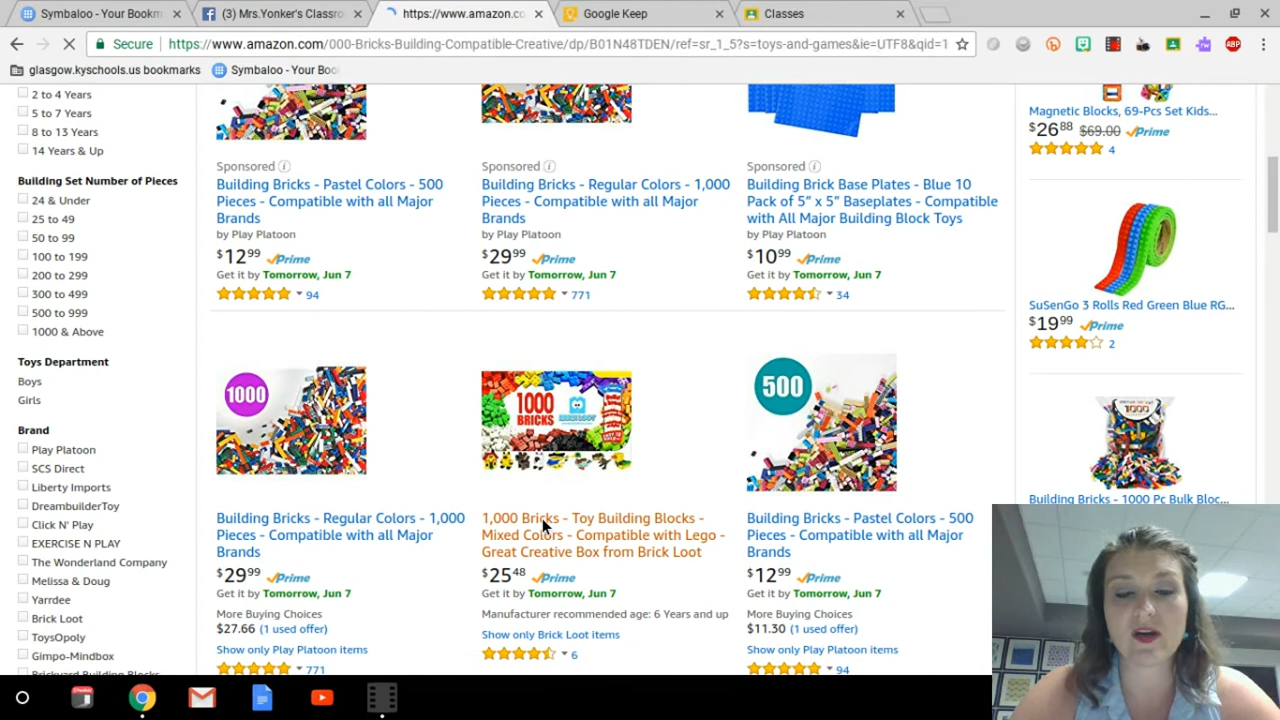 Symbaloo - Your Bookm
(3) Mrs.Yonker's Classro
https://www.amazon.co
Google Keep
Classes
Secure https://www.amazon.com/000-Bricks-Building-Compatible-Creative/dp/B01N48TDEN/ref=sr_1_5?s=toys-and-games&ie=UTF8&qid=1
ABP
glasgow.kyschools.us bookmarks
Symbaloo - Your Boo
2 to 4 Years
5 to 7 Years
8 to 13 Years
14 Years & Up
Building Set Number of Pieces
24 & Under
25 to 49
50 to 99
100 to 199
200 to 299
300 to 499
500 to 999
1000 & Above
Toys Department
Boys
Girls
Brand
Play Platoon
SCS Direct
Liberty Imports
DreambuilderToy
Click N' Play
EXERCISE N PLAY
The Wonderland Company
Melissa & Doug
Yarrdee
Brick Loot
ToysOpoly
Gimpo-Mindbox
Brickyard Building Blocks
Sponsored
Building Bricks - Pastel Colors - 500
Pieces - Compatible with all Major
Brands
by Play Platoon
$12 99 Prime
Get it by Tomorrow, Jun 7
94
Sponsored
Building Bricks - Regular Colors - 1,000
Pieces - Compatible with all Major
Brands
by Play Platoon
$29 99 Prime
Get it by Tomorrow, Jun 7
771
Sponsored
Building Brick Base Plates - Blue 10
Pack of 5" x 5" Baseplates - Compatible
with All Major Building Block Toys
by Play Platoon
$10 99 Prime
Get it by Tomorrow, Jun 7
34
1000
Building Bricks - Regular Colors - 1,000
Pieces - Compatible with all Major
Brands
$29 99 Prime
Get it by Tomorrow, Jun 7
More Buying Choices
$27.66 (1 used offer)
Show only Play Platoon items
771
1000
BRICKS
1,000 Bricks - Toy Building Blocks -
Mixed Colors - Compatible with Lego -
Great Creative Box from Brick Loot
$25 48 Prime
Get it by Tomorrow, Jun 7
Manufacturer recommended age: 6 Years and up
Show only Brick Loot items
6
500
Building Bricks - Pastel Colors - 500
Pieces - Compatible with all Major
Brands
$12 99 Prime
Get it by Tomorrow, Jun 7
More Buying Choices
$11.30 (1 used offer)
Show only Play Platoon items
94
Magnetic Blocks, 69-Pcs Set Kids...
$26 88 $69.00 Prime
4
SuSenGo 3 Rolls Red Green Blue RG...
$19 99 Prime
2
1000
Building Bricks - 1000 Pc Bulk Bloc...